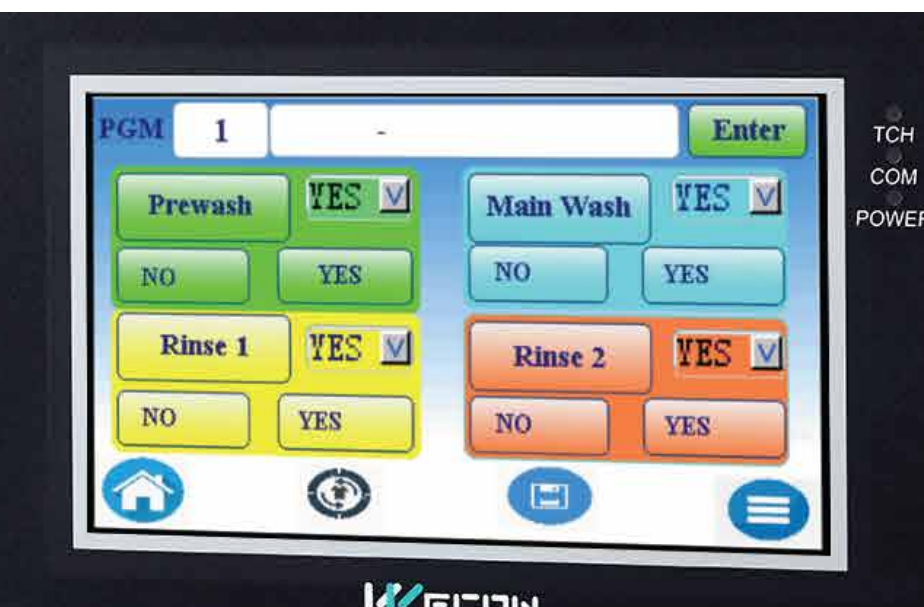 PGM 1 - Enter
TCH
COM
POWER
Prewash YES
NO YES
Main Wash YES
NO YES
Rinse 1 YES
NO YES
Rinse 2 YES
NO YES